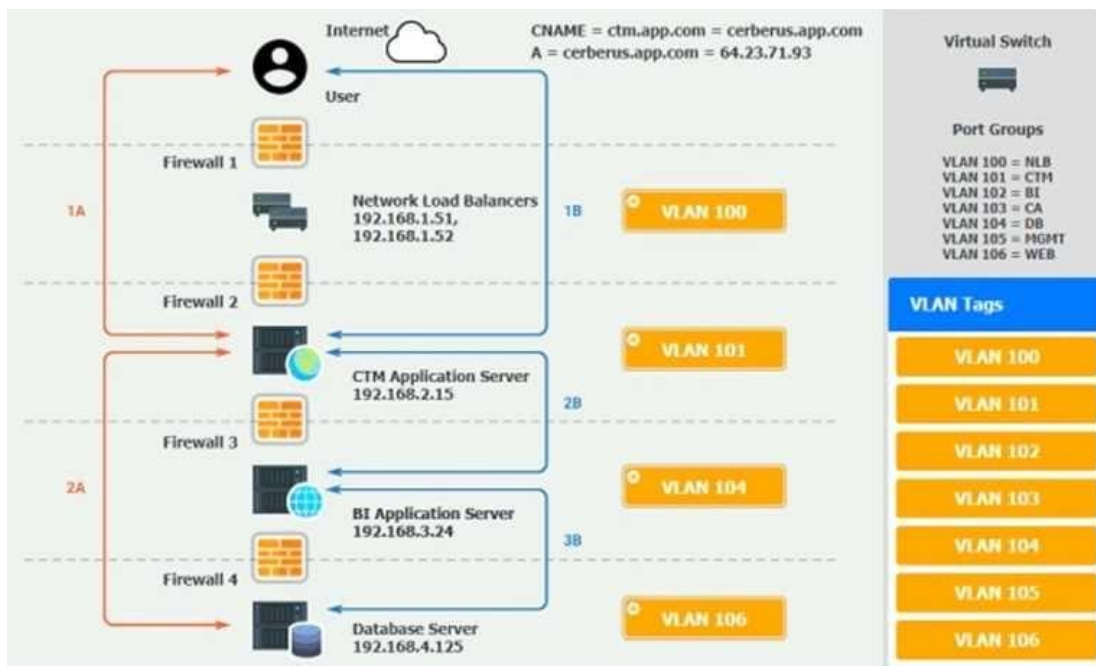 Internet
CNAME = ctm.app.com = cerberus.app.com
A = cerberus.app.com = 64.23.71.93
User
Firewall 1
1A
Network Load Balancers
192.168.1.51,
192.168.1.52
1B
VLAN 100
Firewall 2
VLAN 101
CTM Application Server
192.168.2.15
2B
Firewall 3
2A
VLAN 104
BI Application Server
192.168.3.24
3B
Firewall 4
VLAN 106
Database Server
192.168.4.125
Virtual Switch
Port Groups
VLAN 100 = NLB
VLAN 101 = CTM
VLAN 102 = BI
VLAN 103 = CA
VLAN 104 = DB
VLAN 105 = MGMT
VLAN 106 = WEB
VLAN Tags
VLAN 100
VLAN 101
VLAN 102
VLAN 103
VLAN 104
VLAN 105
VLAN 106